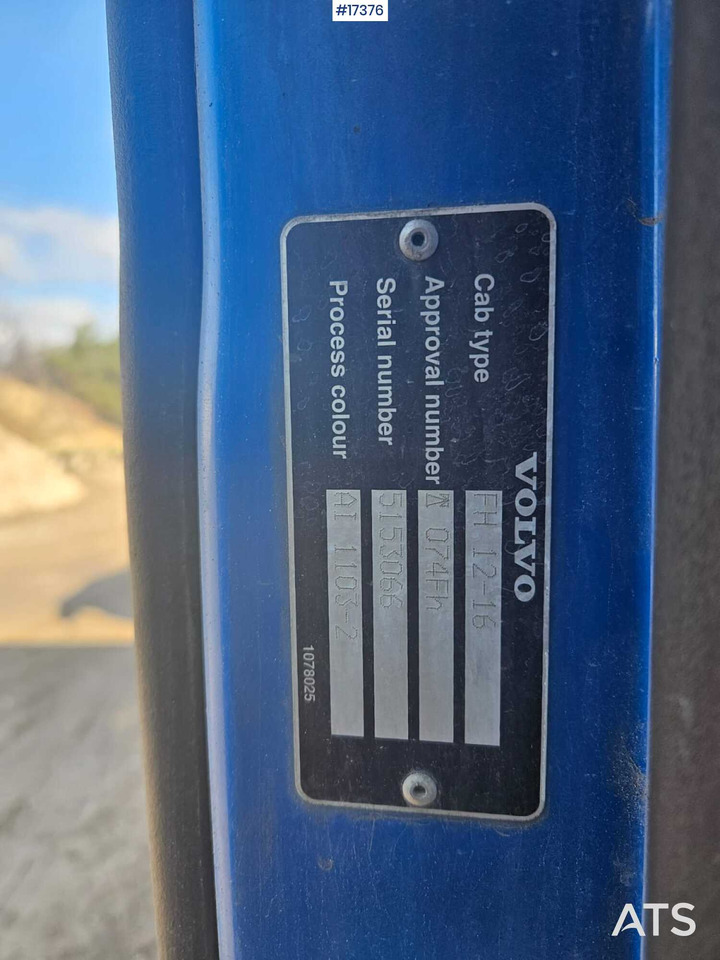 #17376
VOLVO
Cab type FH 12-16
Approval number 074Fh
Serial number 5153066
Process colour AI 1103-2
1078025
ATS